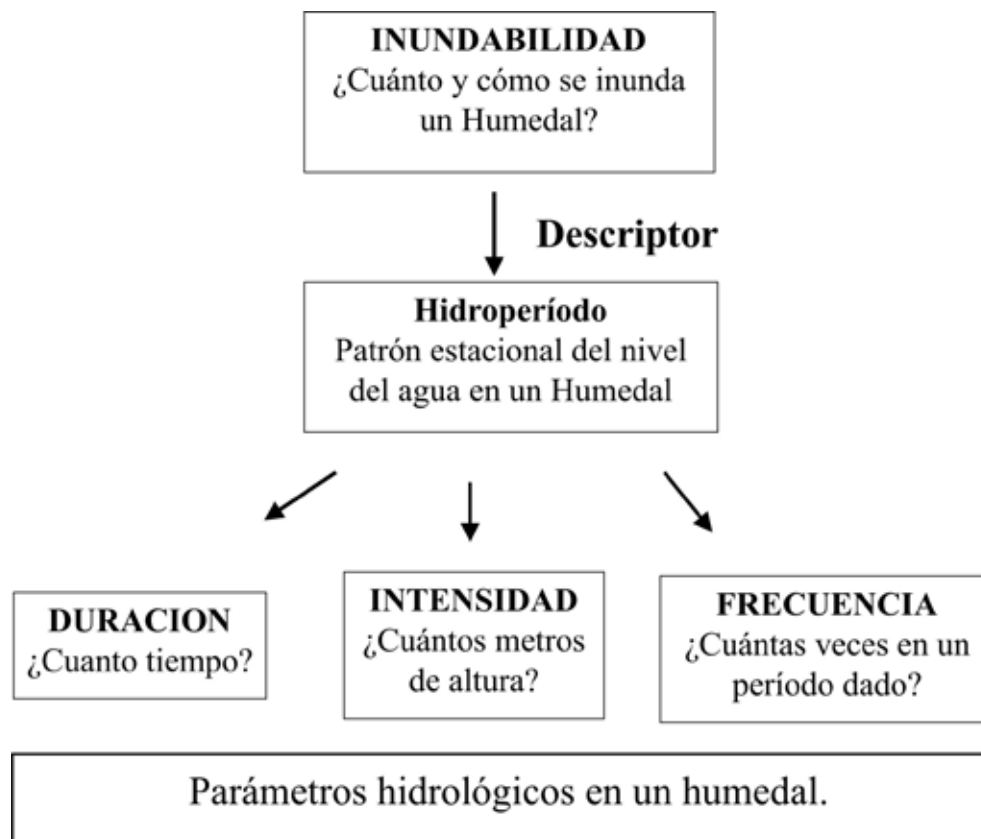 INUNDABILIDAD
¿Cuánto y cómo se inunda
un Humedal?
Descriptor
Hidroperíodo
Patrón estacional del nivel
del agua en un Humedal
DURACION
¿Cuanto tiempo?
INTENSIDAD
¿Cuántos metros
de altura?
FRECUENCIA
¿Cuántas veces en un
período dado?
Parámetros hidrológicos en un humedal.